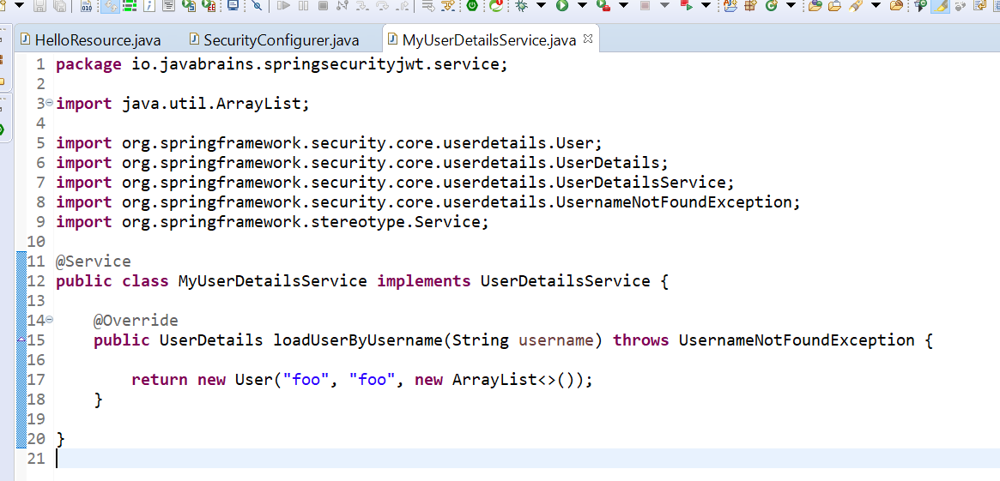 HelloResource.java SecurityConfigurer.java MyUserDetailsService.java
1 package io.javabrains.springsecurityjwt.service;
2
3 import java.util.ArrayList;
4
5 import org.springframework.security.core.userdetails.User;
6 import org.springframework.security.core.userdetails.UserDetails;
7 import org.springframework.security.core.userdetails.UserDetailsService;
8 import org.springframework.security.core.userdetails.UsernameNotFoundException;
9 import org.springframework.stereotype.Service;
10
11 @Service
12 public class MyUserDetailsService implements UserDetailsService {
13
14 @Override
15 public UserDetails loadUserByUsername(String username) throws UsernameNotFoundException {
16
17 return new User("foo", "foo", new ArrayList<>());
18 }
19
20 }
21